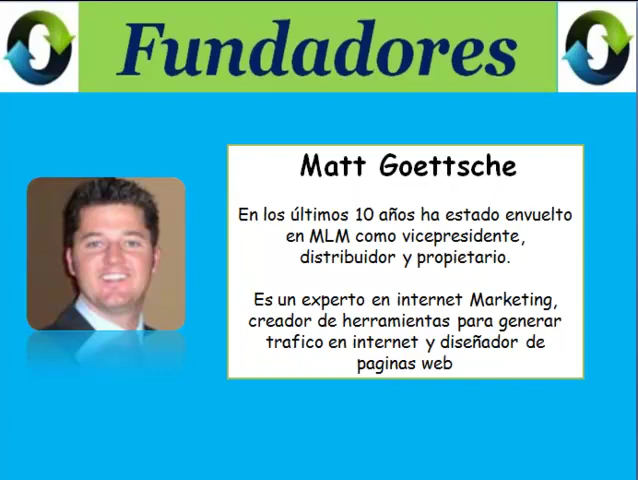 Fundadores
Matt Goettsche
En los últimos 10 años ha estado envuelto
en MLM como vicepresidente,
distribuidor y propietario.
Es un experto en internet Marketing,
creador de herramientas para generar
trafico en internet y diseñador de
paginas web